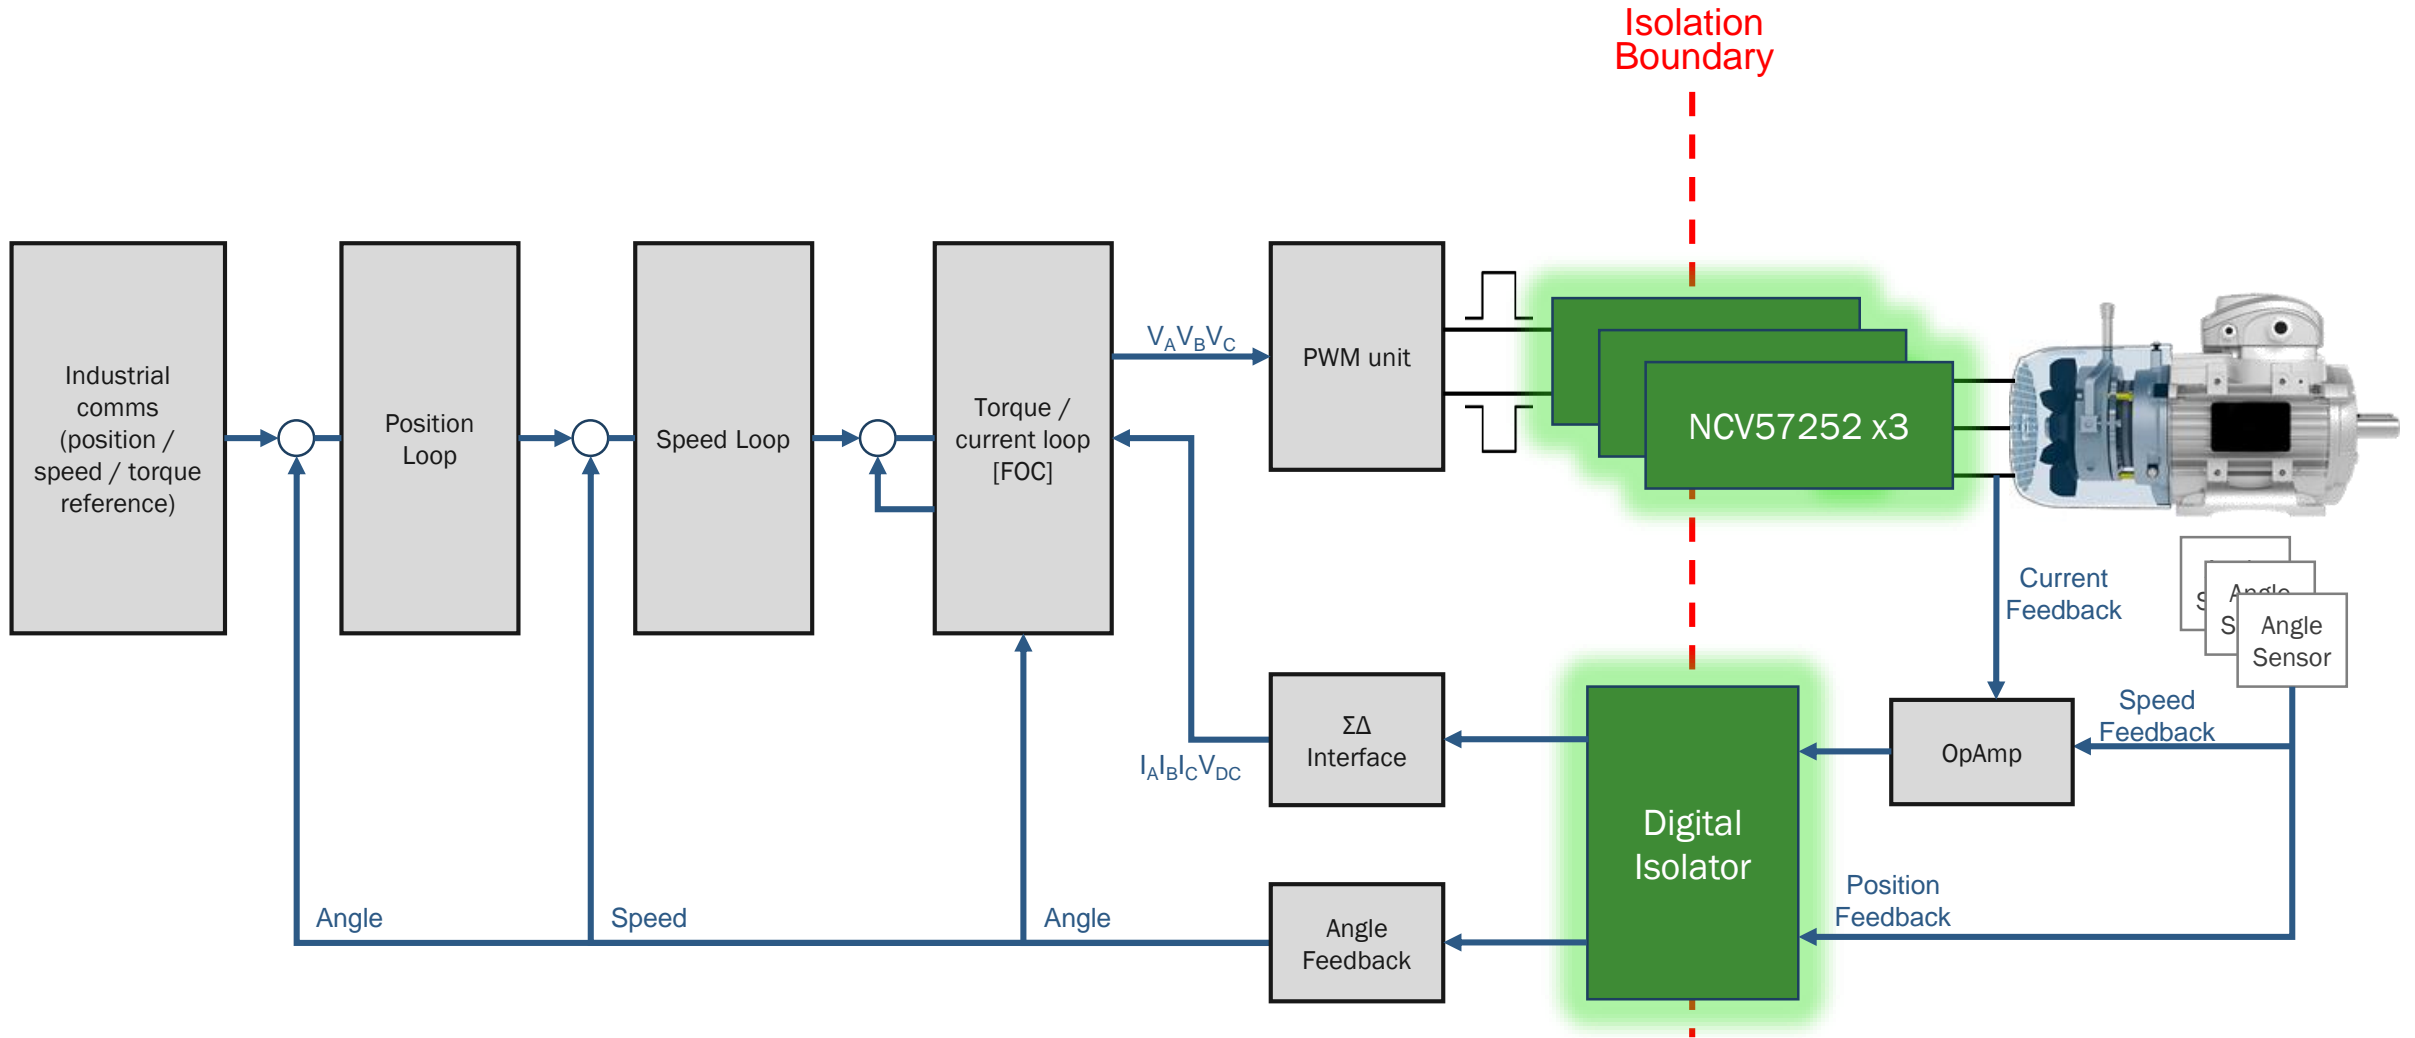 Isolation
Boundary
Industrial
comms
(position /
speed / torque
reference)
Position
Loop
Speed Loop
Torque /
current loop
[FOC]
VAVBVC
PWM unit
NCV57252 x3
Current
Feedback
Angle
S
Angle
Sensor
Speed
Feedback
OpAmp
ΣΔ
Interface
IAIBICVDC
Digital
Isolator
Position
Feedback
Angle
Feedback
Angle
Speed
Angle